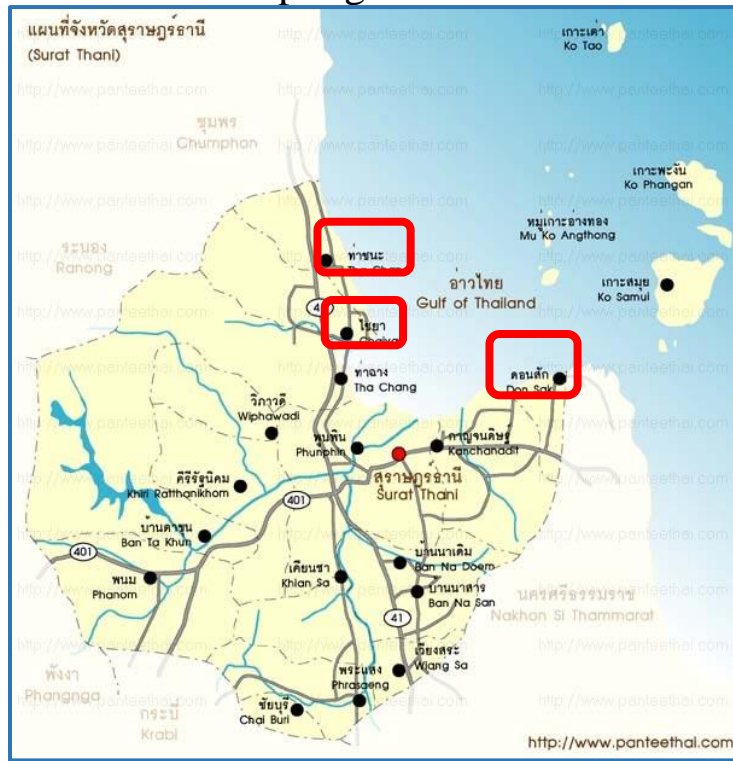 แผนที่จังหวัดสุราษฎร์ธานี
(Surat Thani)
เกาะเต่า
Ko Tao
http://www.panteethai.com
ชุมพร
Chumphon
เกาะพะงัน
Ko Phangan
หมู่เกาะอ่างทอง
Mu Ko Angthong
ระนอง
Ranong
ท่าชนะ
อ่าวไทย
Gulf of Thailand
เกาะสมุย
Ko Samui
ไชยา
ท่าฉาง
Tha Chang
ดอนสัก
Don Sak
วิภาวดี
Wiphawadi
พุนพิน
Phunphin
กาญจนดิษฐ์
Kanchanadit
สุราษฎร์ธานี
Surat Thani
คีรีรัฐนิคม
Khiri Ratthanikhom
401
บ้านตาขุน
Ban Ta Khun
401
พนม
Phanom
เคียนซา
Khian Sa
บ้านนาเดิม
Ban Na Doem
บ้านนาสาร
Ban Na San
นครศรีธรรมราช
Nakhon Si Thammarat
41
เวียงสระ
Wiang Sa
พังงา
Phangnga
พระแสง
Phrasaeng
กระบี่
Krabi
ชัยบุรี
Chai Buri
http://www.panteethai.com